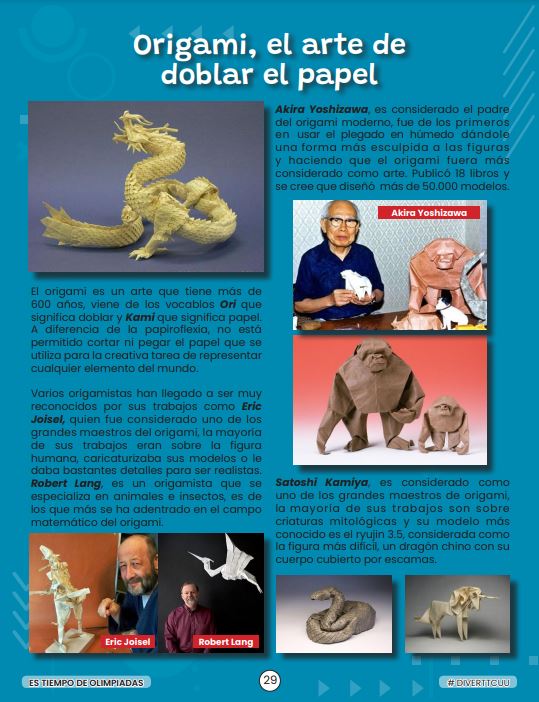 Origami, el arte de
doblar el papel
El origami es un arte que tiene más de
600 años, viene de los vocablos Ori que
significa doblar y Kami que significa papel.
A diferencia de la papiroflexia, no está
permitido cortar ni pegar el papel que se
utiliza para la creativa tarea de representar
cualquier elemento del mundo.
Varios origamistas han llegado a ser muy
reconocidos por sus trabajos como Eric
Joisel, quien fue considerado uno de los
grandes maestros del origami, la mayoría
de sus trabajos eran sobre la figura
humana, caricaturizaba sus modelos o le
daba bastantes detalles para ser realistas.
Robert Lang, es un origamista que se
especializa en animales e insectos, es de
los que más se ha adentrado en el campo
matemático del origami.
Eric Joisel
Robert Lang
Akira Yoshizawa, es considerado el padre
del origami moderno, fue de los primeros
en usar el plegado en húmedo dándole
una forma más esculpida a las figuras
y haciendo que el origami fuera más
considerado como arte. Publicó 18 libros y
se cree que diseñó más de 50.000 modelos.
Akira Yoshizawa
Satoshi Kamiya, es considerado como
uno de los grandes maestros de origami,
la mayoría de sus trabajos son sobre
criaturas mitológicas y su modelo más
conocido es el ryujin 3.5, considerada como
la figura más difícil, un dragón chino con su
cuerpo cubierto por escamas.
ES TIEMPO DE OLIMPIADAS
29
# DIVERTTCUU